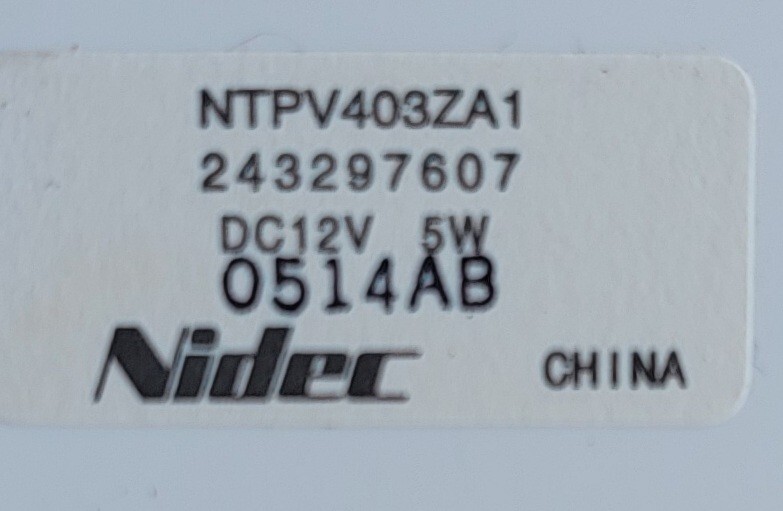 NTPV403ZA1
243297607
DC12V 5W
0514AB
Nidec CHINA